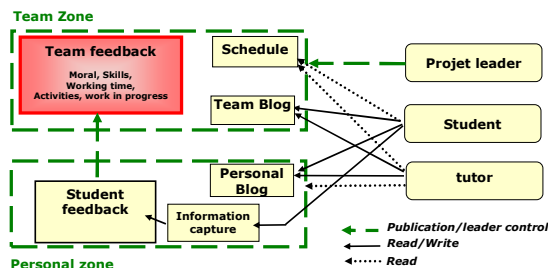 Team Zone
Team feedback
Moral, Skills,
Working time,
Activities, work in progress
Schedule
Team Blog
Projet leader
Student
tutor
Personal
Blog
Student
feedback
Information
capture
Publication/leader control
Read/Write
Read
Personal zone